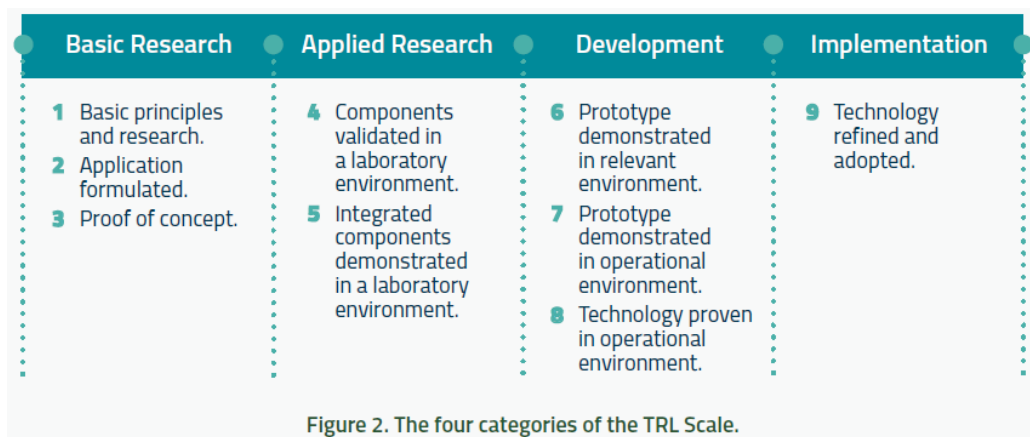 Basic Research
Applied Research
Development
Implementation
1 Basic principles
and research.
2 Application
formulated.
3 Proof of concept.
4 Components
validated in
a laboratory
environment.
5 Integrated
components
demonstrated
in a laboratory
environment.
6 Prototype
demonstrated
in relevant
environment.
7 Prototype
demonstrated
in operational
environment.
8 Technology proven
in operational
environment.
9 Technology
refined and
adopted.
Figure 2. The four categories of the TRL Scale.